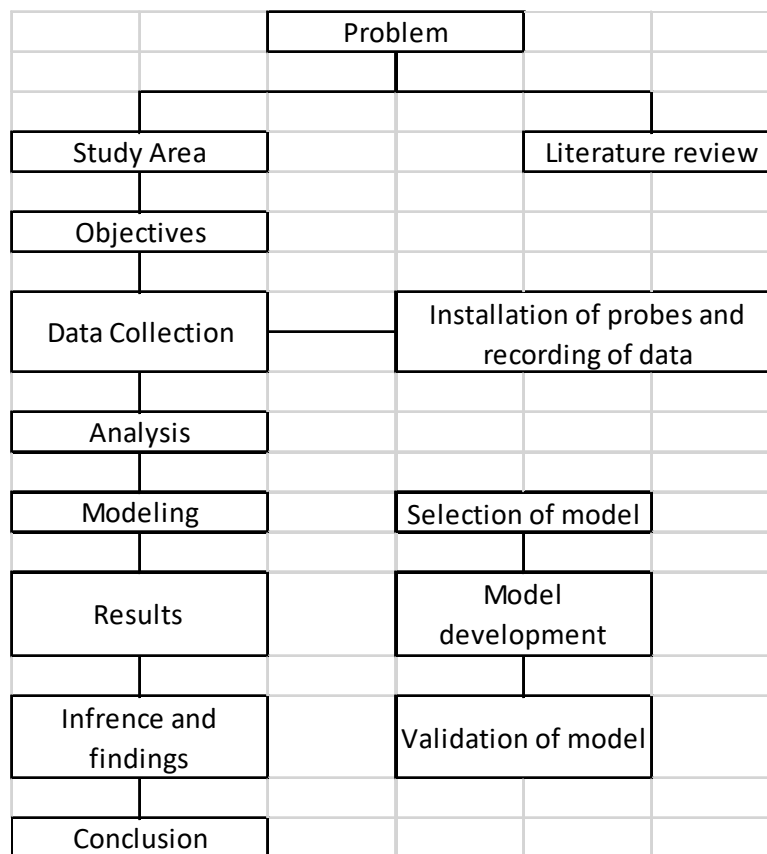 Problem
Study Area
Literature review
Objectives
Data Collection
Installation of probes and
recording of data
Analysis
Modeling
Selection of model
Results
Model
development
Infrence and
findings
Validation of model
Conclusion